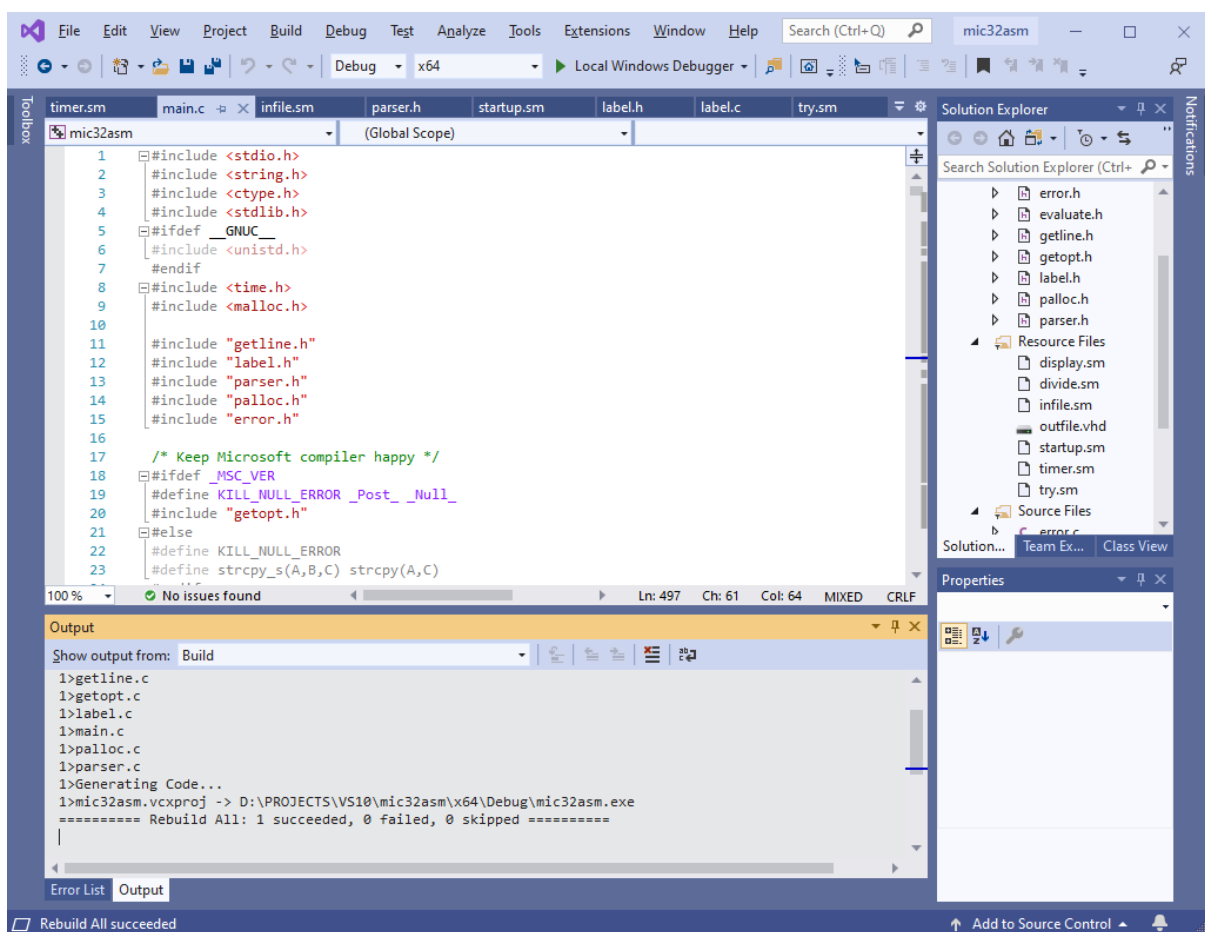 File Edit View Project Build Debug Test Analyze Tools Extensions Window Help Search (Ctrl+Q) mic32asm
Debug x64 Local Windows Debugger
Toolbox
timer.sm main.c infile.sm parser.h startup.sm label.h label.c try.sm
mic32asm (Global Scope)
1 #include <stdio.h>
2 #include <string.h>
3 #include <ctype.h>
4 #include <stdlib.h>
5 #ifdef __GNUC__
6 #include <unistd.h>
7 #endif
8 #include <time.h>
9 #include <malloc.h>
10
11 #include "getline.h"
12 #include "label.h"
13 #include "parser.h"
14 #include "palloc.h"
15 #include "error.h"
16
17 /* Keep Microsoft compiler happy */
18 #ifdef _MSC_VER
19 #define KILL_NULL_ERROR _Post_ _Null_
20 #include "getopt.h"
21 #else
22 #define KILL_NULL_ERROR
23 #define strcpy_s(A,B,C) strcpy(A,C)
100 % No issues found Ln: 497 Ch: 61 Col: 64 MIXED CRLF
Output
Show output from: Build
1>getline.c
1>getopt.c
1>label.c
1>main.c
1>palloc.c
1>parser.c
1>Generating Code...
1>mic32asm.vcxproj -> D:\PROJECTS\VS10\mic32asm\x64\Debug\mic32asm.exe
========== Rebuild All: 1 succeeded, 0 failed, 0 skipped ==========
Error List Output
Solution Explorer
Search Solution Explorer (Ctrl+
error.h
evaluate.h
getline.h
getopt.h
label.h
palloc.h
parser.h
Resource Files
display.sm
divide.sm
infile.sm
outfile.vhd
startup.sm
timer.sm
try.sm
Source Files
error.c
Solution... Team Ex... Class View
Properties
Notifications
Rebuild All succeeded Add to Source Control